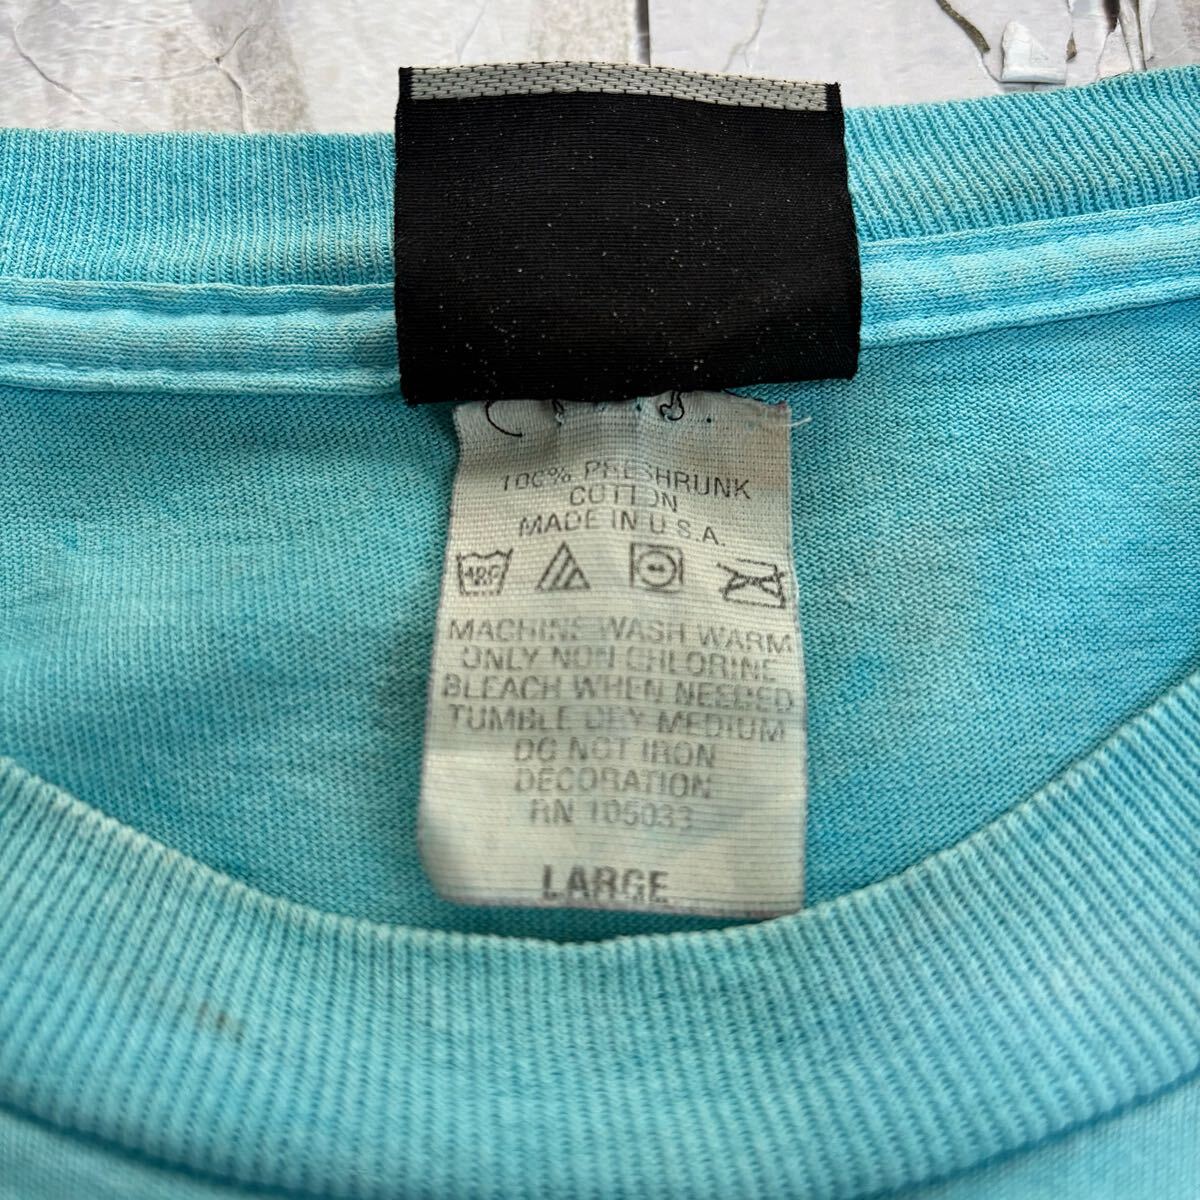 100% PRESHRUNK
COTTON
MADE IN U.S.A.
MACHINE WASH WARM
ONLY NON CHLORINE
BLEACH WHEN NEEDED
TUMBLE DRY MEDIUM
DO NOT IRON
DECORATION
RN 105033
LARGE